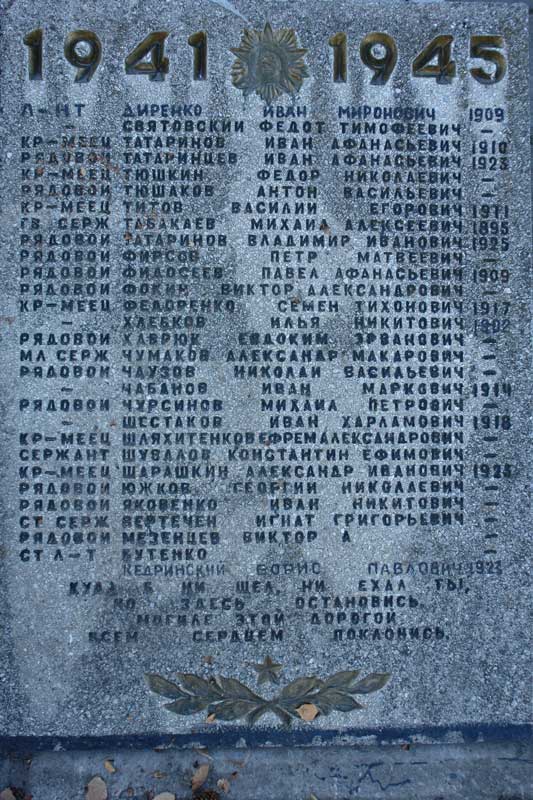 1941 1945
Л-НТ ДИРЕНКО ИВАН МИРОНОВИЧ 1909
– СВЯТОВСКИЙ ФЕДОТ ТИМОФЕЕВИЧ –
КР-МЕЕЦ ТАТАРИНОВ ИВАН АФАНАСЬЕВИЧ 1910
РЯДОВОЙ ТАТАРИНЦЕВ ИВАН АФАНАСЬЕВИЧ 1923
КР-МЕЕЦ ТЮШКИН ФЕДОР НИКОЛАЕВИЧ –
РЯДОВОЙ ТЮШАКОВ АНТОН ВАСИЛЬЕВИЧ –
КР-МЕЕЦ ТИТОВ ВАСИЛИЙ ЕГОРОВИЧ 1911
ГВ СЕРЖ ТАБАКАЕВ МИХАИЛ АЛЕКСЕЕВИЧ 1895
РЯДОВОЙ ТАТАРИНОВ ВЛАДИМИР ИВАНОВИЧ 1925
РЯДОВОЙ ФИРСОВ ПЕТР МАТВЕЕВИЧ –
РЯДОВОЙ ФИДОСЕЕВ ПАВЕЛ АФАНАСЬЕВИЧ 1909
РЯДОВОЙ ФОКИН ВИКТОР АЛЕКСАНДРОВИЧ –
КР-МЕЕЦ ФЕДОРЕНКО СЕМЕН ТИХОНОВИЧ 1917
– ХЛЕБКОВ ИЛЬЯ НИКИТОВИЧ 1902
РЯДОВОЙ ХАВРЮК ЕВДОКИМ ЭРВАНОВИЧ –
МЛ СЕРЖ ЧУМАКОВ АЛЕКСАНДР МАКАРОВИЧ –
РЯДОВОЙ ЧАУЗОВ НИКОЛАЙ ВАСИЛЬЕВИЧ –
– ЧАБАНОВ ИВАН МАРКОВИЧ 1914
РЯДОВОЙ ЧУРСИНОВ МИХАИЛ ПЕТРОВИЧ –
– ШЕСТАКОВ ИВАН ХАРЛАМОВИЧ 1918
КР-МЕЕЦ ШЛЯХИТЕНКОВ ЕФРЕМ АЛЕКСАНДРОВИЧ –
СЕРЖАНТ ШУВАЛОВ КОНСТАНТИН ЕФИМОВИЧ –
КР-МЕЕЦ ШАРАШКИН АЛЕКСАНДР ИВАНОВИЧ 1923
РЯДОВОЙ ЮЖКОВ ГЕОРГИЙ НИКОЛАЕВИЧ –
РЯДОВОЙ ЯКОВЕНКО ИВАН НИКИТОВИЧ –
СТ СЕРЖ ВЕРТЕЧЕН ИГНАТ ГРИГОРЬЕВИЧ –
РЯДОВОЙ МЕЗЕНЦЕВ ВИКТОР А –
СТ Л-Т БУТЕНКО –
КЕДРИНСКИЙ БОРИС ПАВЛОВИЧ 1923
КУДА Б НИ ШЕЛ, НИ ЕХАЛ ТЫ,
НО ЗДЕСЬ ОСТАНОВИСЬ.
МОГИЛЕ ЭТОЙ ДОРОГОЙ
ВСЕМ СЕРДЦЕМ ПОКЛОНИСЬ.